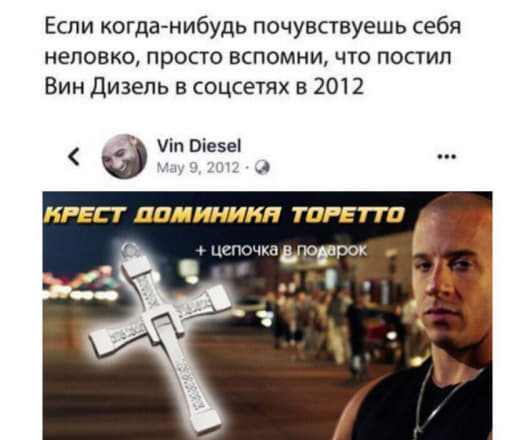 Если когда-нибудь почувствуешь себя
неловко, просто вспомни, что постил
Вин Дизель в соцсетях в 2012
Vin Diesel
May 9, 2012 ·
КРЕСТ ДОМИНИКА ТОРЕТТО
+ цепочка в подарок